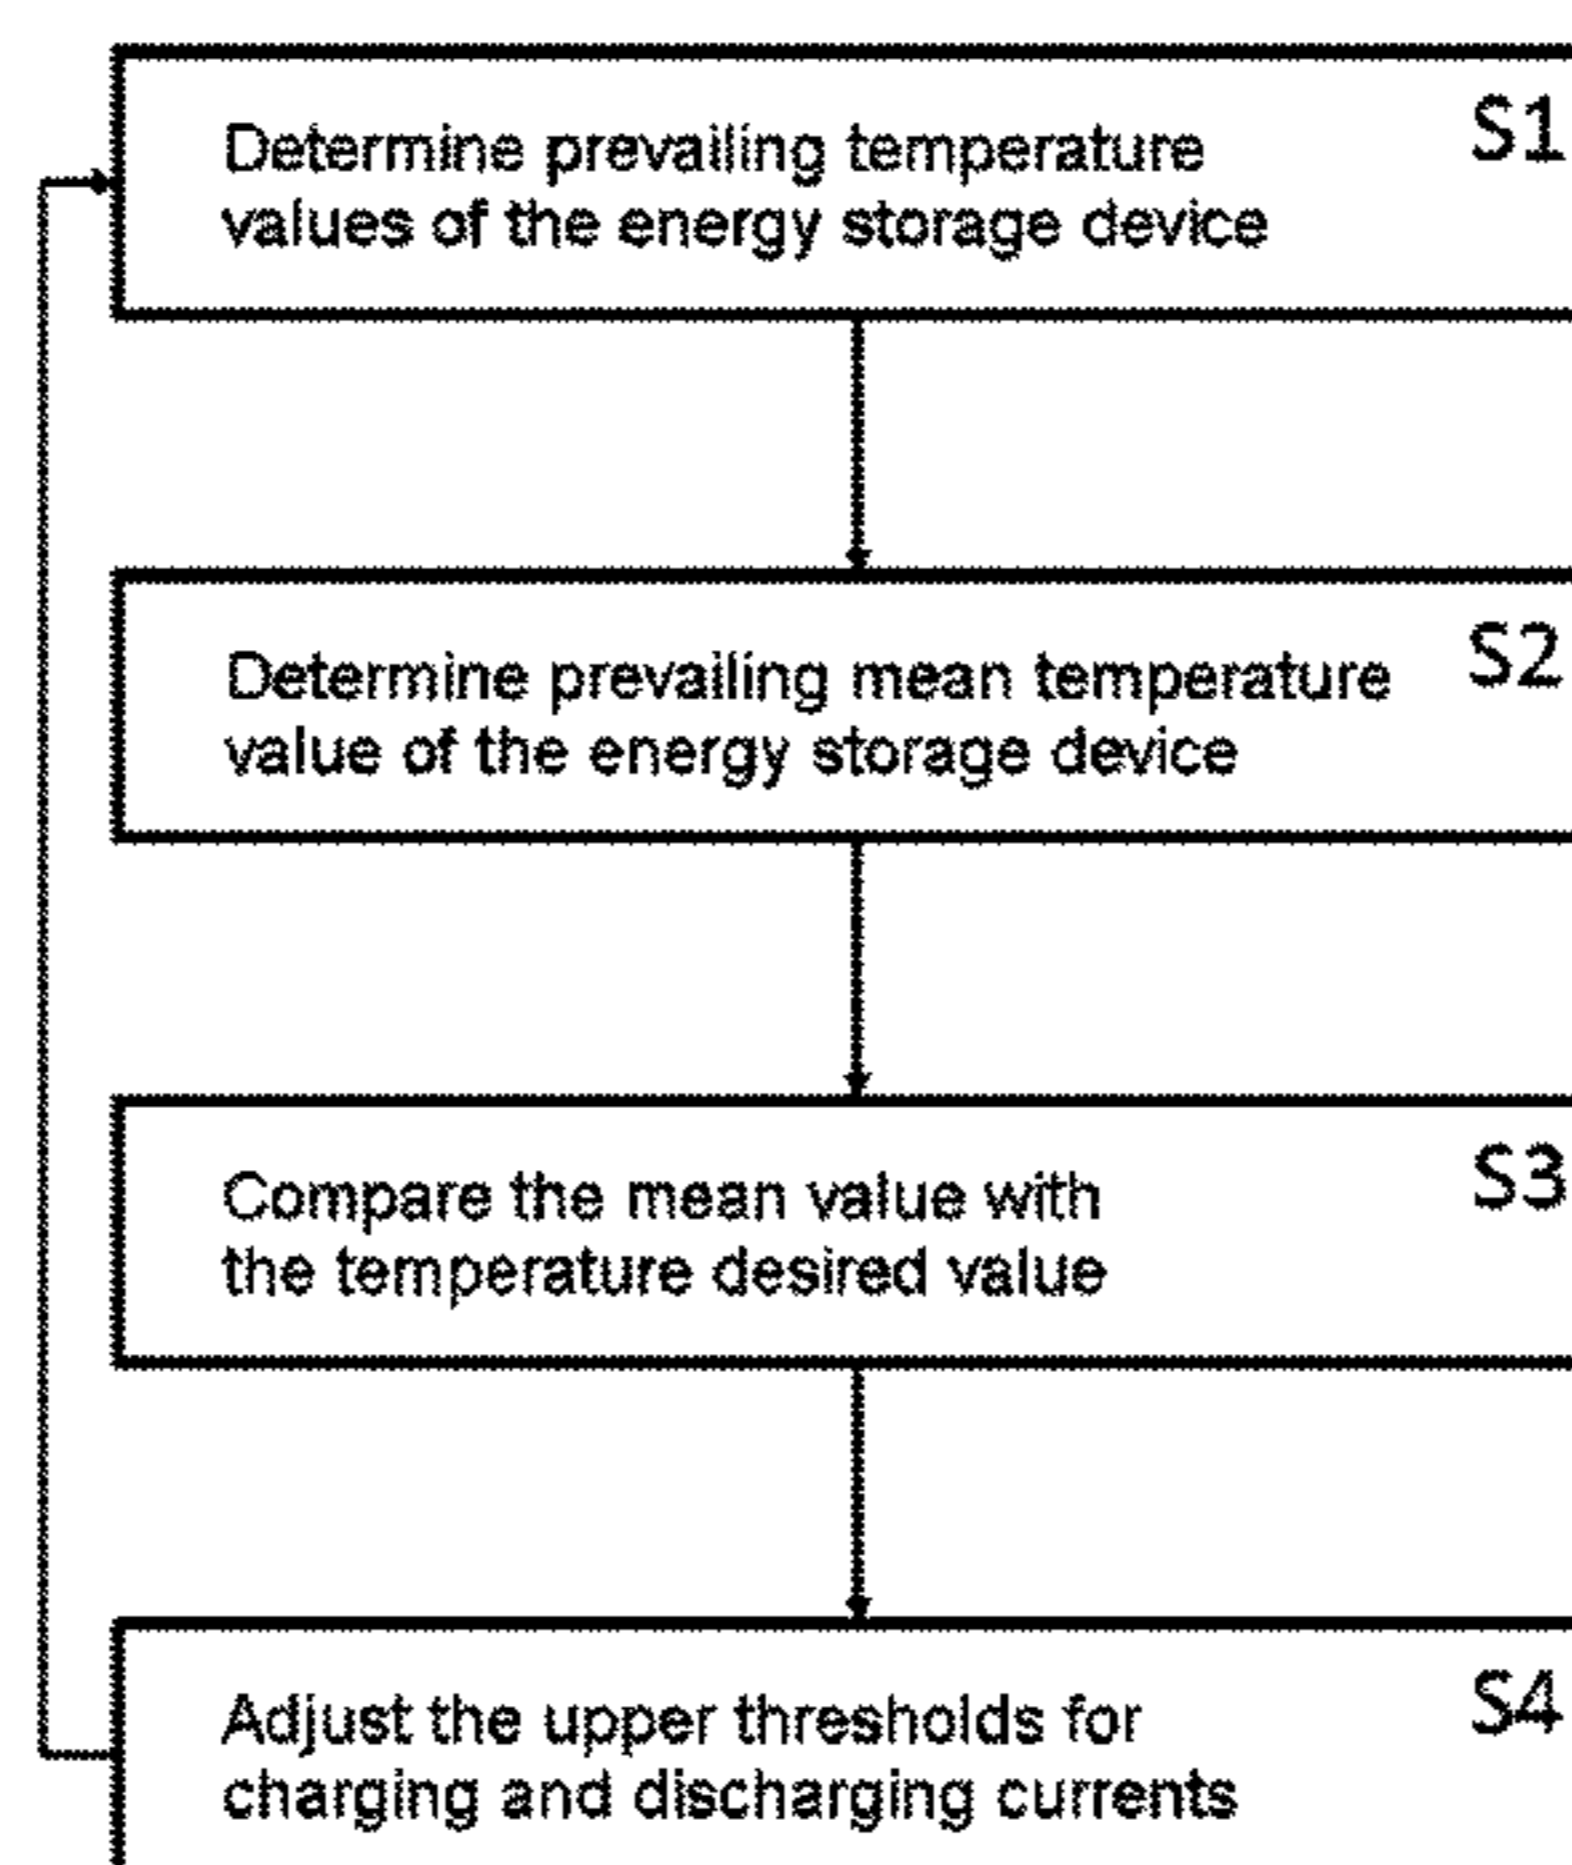 Determine prevailing temperature S1
values of the energy storage device
Determine prevailing mean temperature S2
value of the energy storage device
Compare the mean value with S3
the temperature desired value
Adjust the upper thresholds for S4
charging and discharging currents